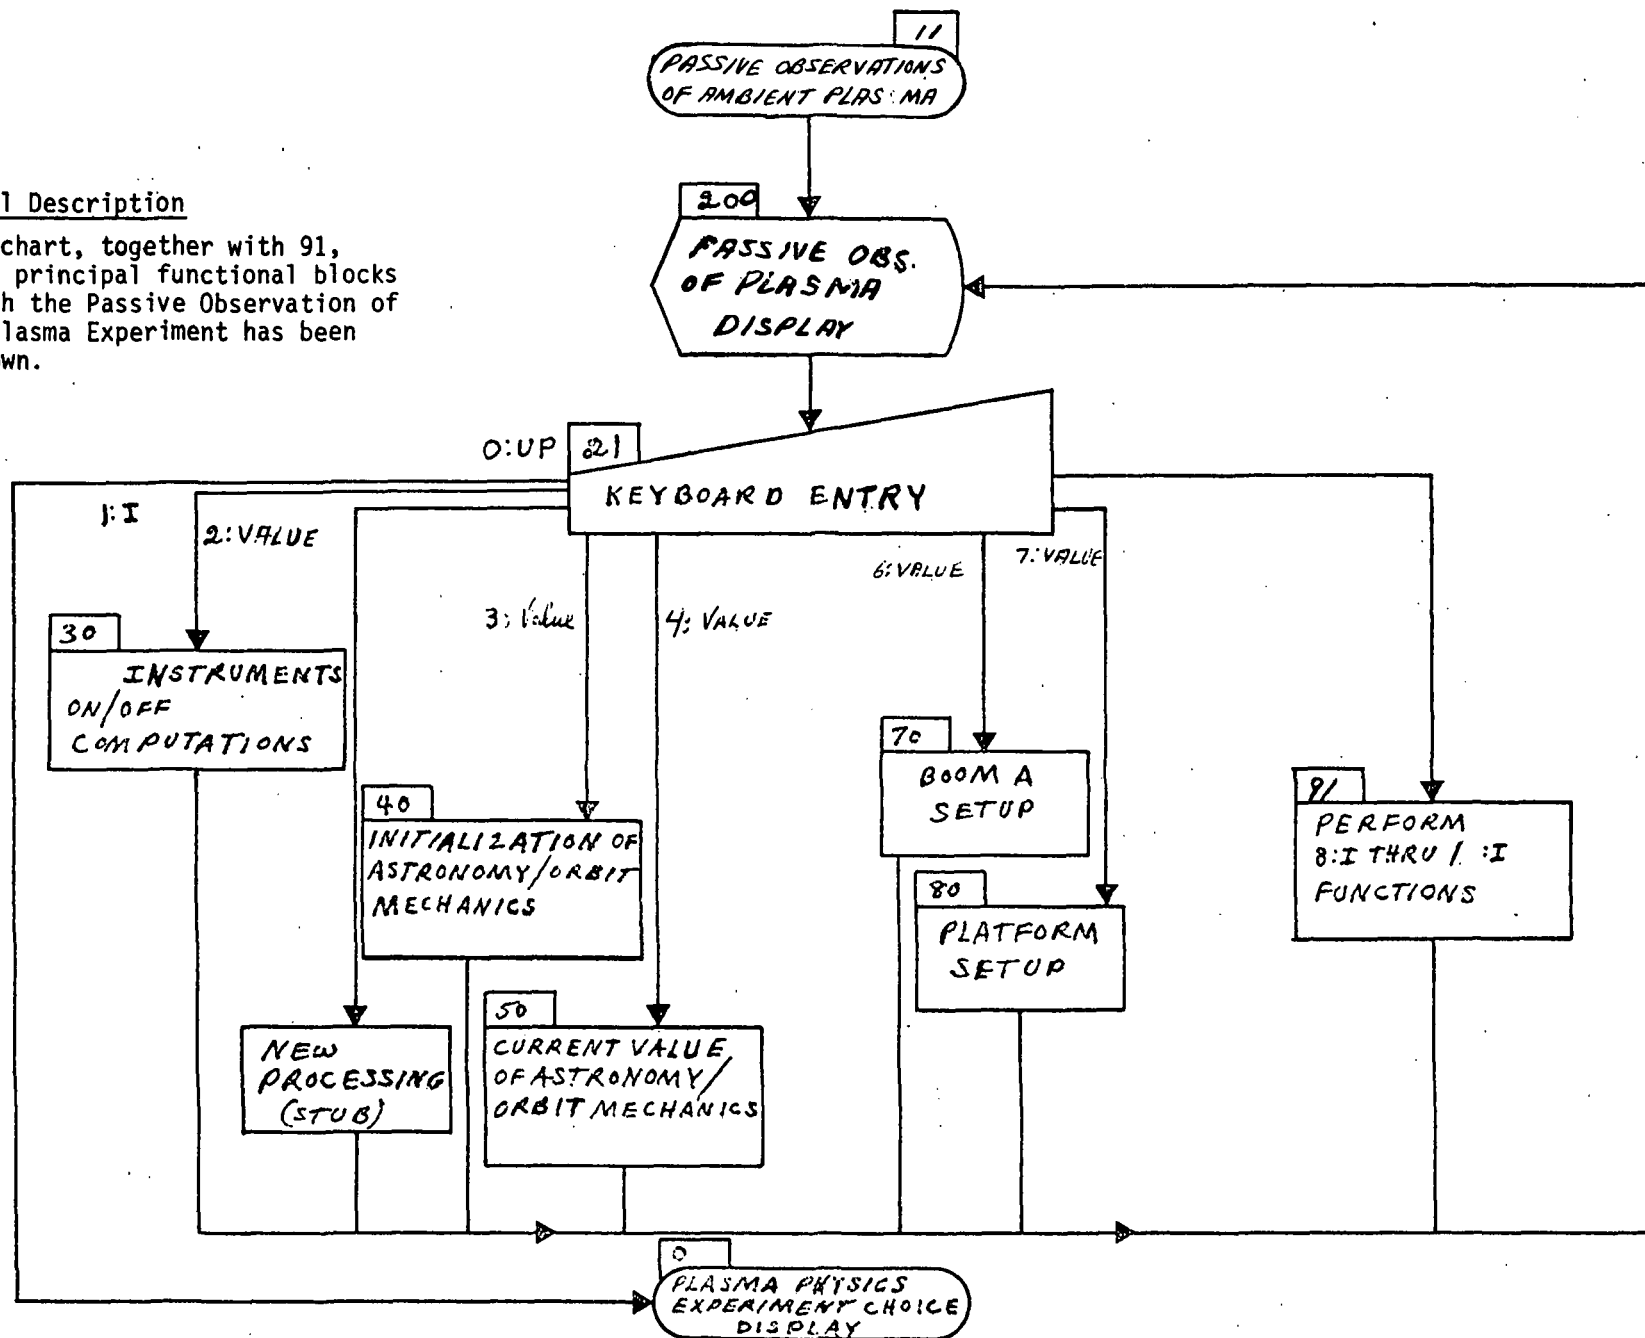 11
PASSIVE OBSERVATIONS
OF AMBIENT PLASMA
l Description
chart, together with 91,
principal functional blocks
h the Passive Observation of
lasma Experiment has been
wn.
200
PASSIVE OBS.
OF PLASMA
DISPLAY
0:UP
21
KEYBOARD ENTRY
1:I
2:VALUE
3:Value
4:VALUE
6:VALUE
7:VALUE
30
INSTRUMENTS
ON/OFF
COMPUTATIONS
40
INITIALIZATION OF
ASTRONOMY/ORBIT
MECHANICS
70
BOOM A
SETUP
80
PLATFORM
SETUP
91
PERFORM
8:I THRU 1 :I
FUNCTIONS
NEW
PROCESSING
(STUB)
50
CURRENT VALUE
OF ASTRONOMY/
ORBIT MECHANICS
0
PLASMA PHYSICS
EXPERIMENT CHOICE
DISPLAY